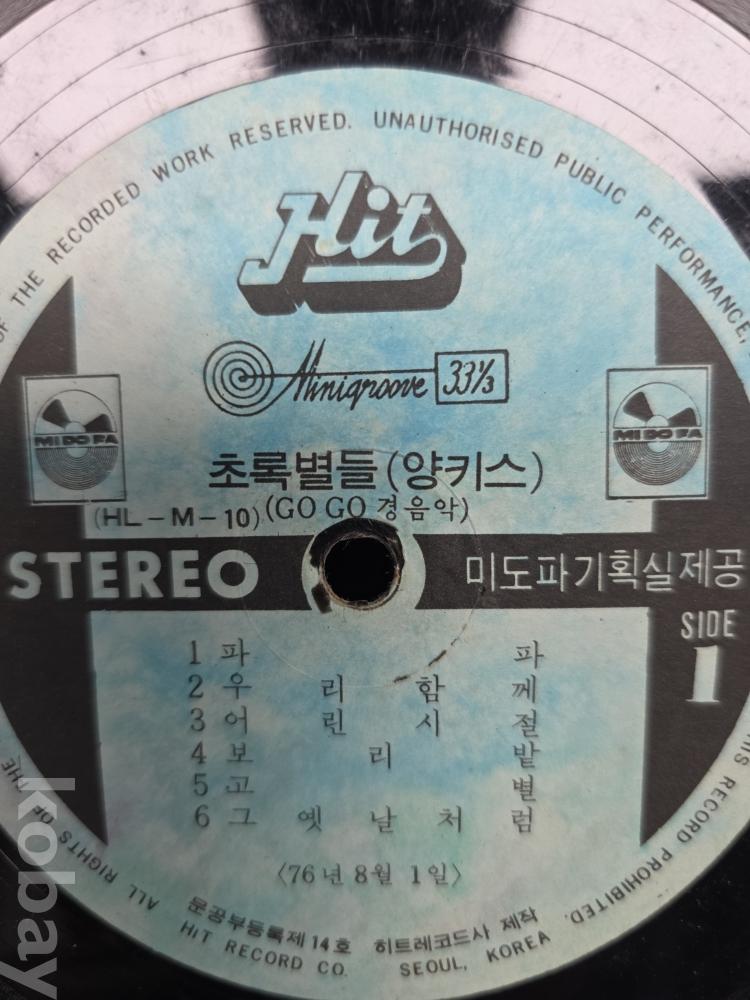 OF THE RECORDED WORK RESERVED. UNAUTHORISED PUBLIC PERFORMANCE,
Hit
Minigroove 33⅓
MIDOFA
MIDOFA
초록별들 (양키스)
(HL-M-10) (GO GO 경음악)
STEREO
미도파기획실제공
SIDE
1
1 파 파
2 우 리 함 께
3 어 린 시 절
4 보 리 밭
5 고 별
6 그 옛 날 처 럼
〈76년 8월 1일〉
문공부등록제14호 히트레코드사 제작
HIT RECORD CO. SEOUL, KOREA
THIS RECORD PROHIBITED.
ALL RIGHTS OF THE
kobay